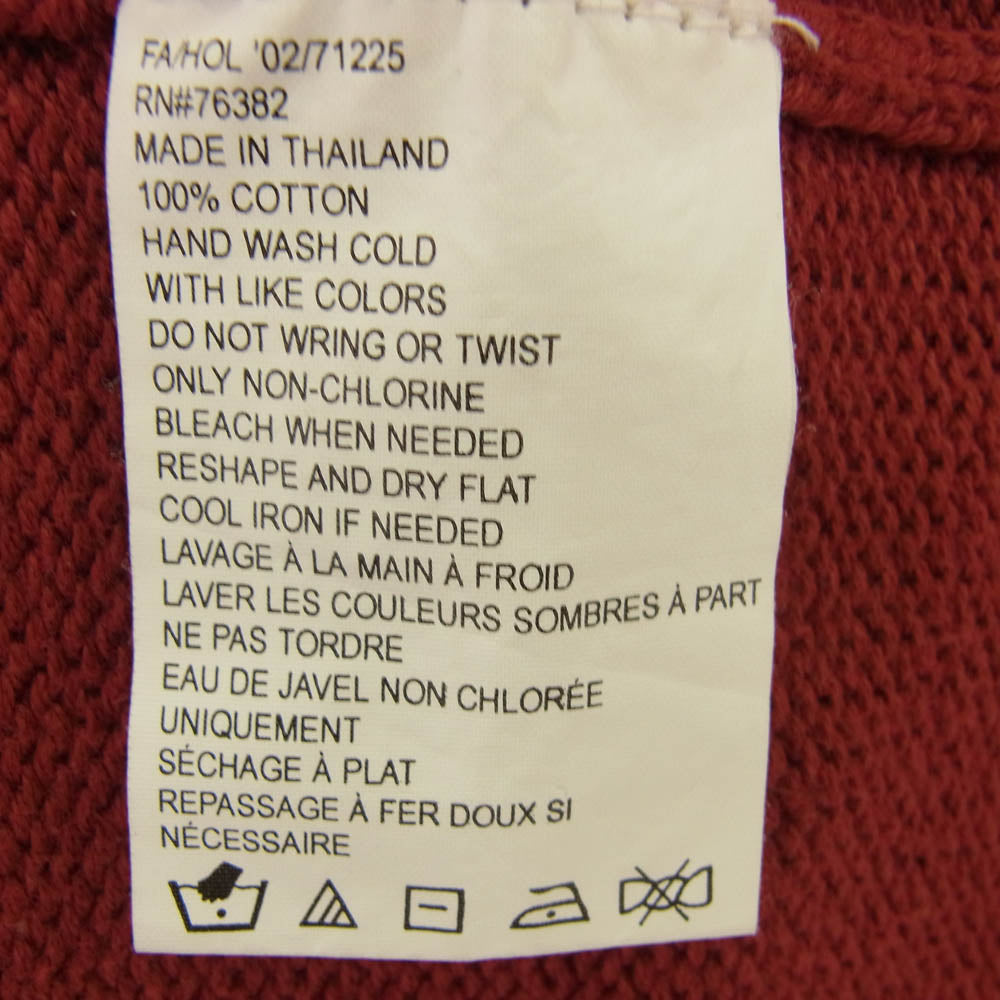 FA/HOL '02/71225
RN#76382
MADE IN THAILAND
100% COTTON
HAND WASH COLD
WITH LIKE COLORS
DO NOT WRING OR TWIST
ONLY NON-CHLORINE
BLEACH WHEN NEEDED
RESHAPE AND DRY FLAT
COOL IRON IF NEEDED
LAVAGE À LA MAIN À FROID
LAVER LES COULEURS SOMBRES À PART
NE PAS TORDRE
EAU DE JAVEL NON CHLORÉE
UNIQUEMENT
SÉCHAGE À PLAT
REPASSAGE À FER DOUX SI
NÉCESSAIRE